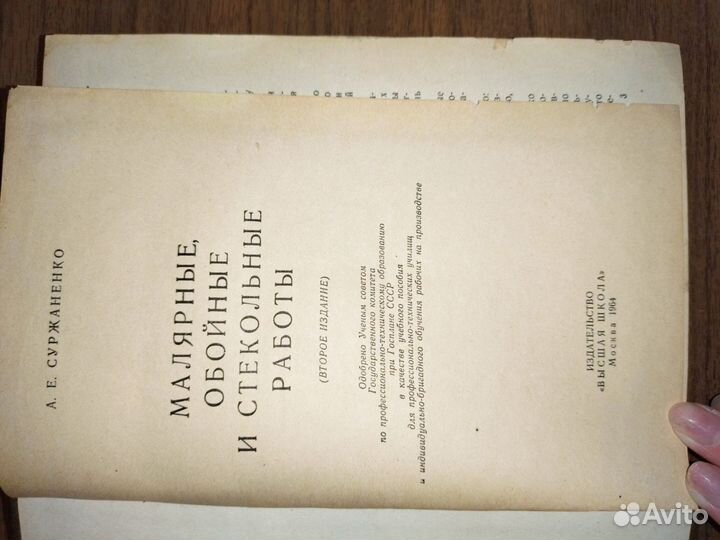 А. Е. СУРЖАНЕНКО
МАЛЯРНЫЕ,
ОБОЙНЫЕ
И СТЕКОЛЬНЫЕ
РАБОТЫ
(ВТОРОЕ ИЗДАНИЕ)
Одобрено Ученым советом
Государственного комитета
по профессионально-техническому образованию
при Госплане СССР
в качестве учебного пособия
для профессионально-технических училищ
и индивидуально-бригадного обучения рабочих на производстве
ИЗДАТЕЛЬСТВО
«ВЫСШАЯ ШКОЛА»
Москва 1964
3
Avito